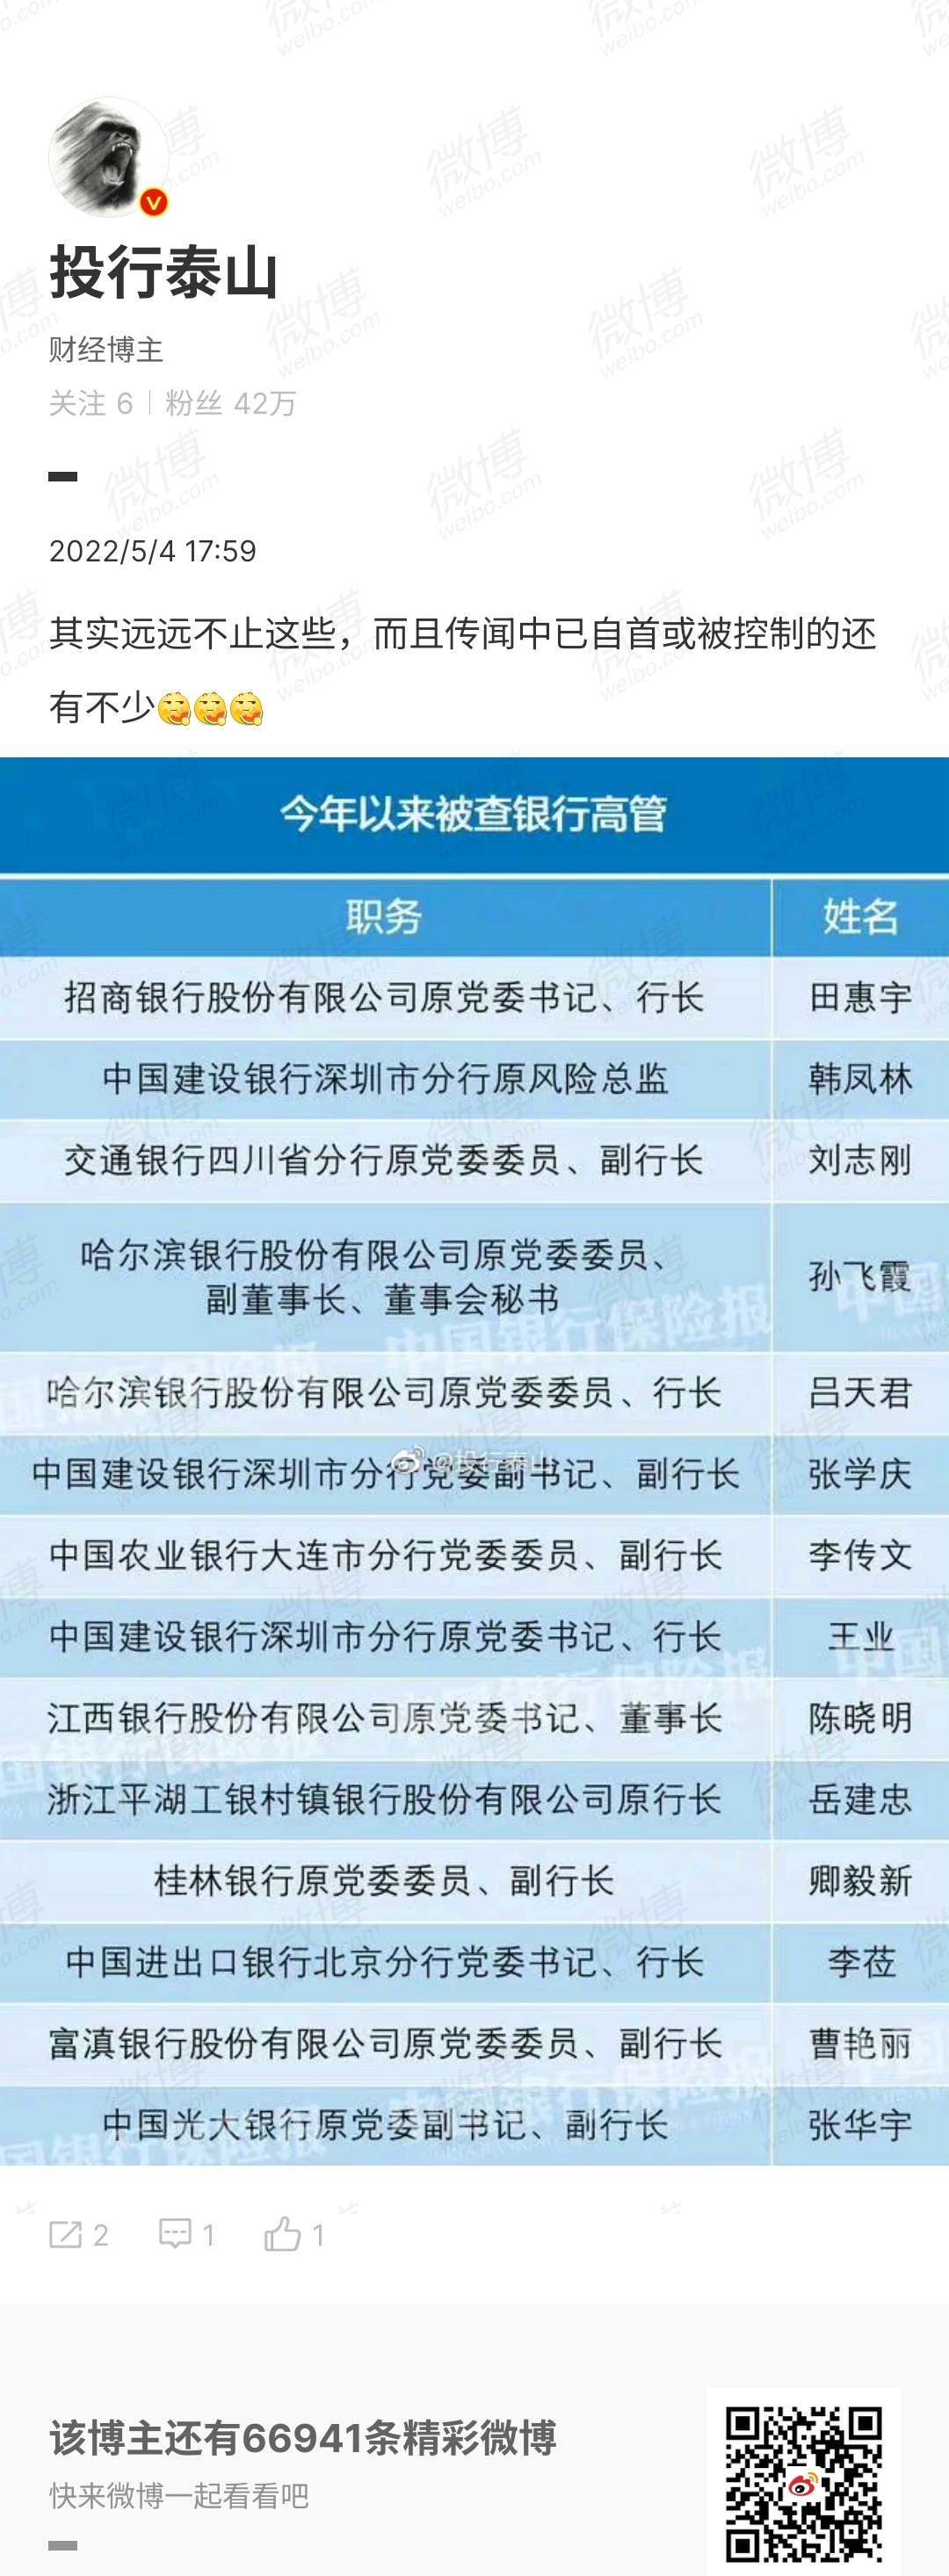 投行泰山
财经博主
关注 6 | 粉丝 42万
2022/5/4 17:59
其实远远不止这些，而且传闻中已自首或被控制的还
有不少
今年以来被查银行高管
职务 姓名
招商银行股份有限公司原党委书记、行长 田惠宇
中国建设银行深圳市分行原风险总监 韩凤林
交通银行四川省分行原党委委员、副行长 刘志刚
哈尔滨银行股份有限公司原党委委员、
副董事长、董事会秘书 孙飞霞
哈尔滨银行股份有限公司原党委委员、行长 吕天君
中国建设银行深圳市分行党委副书记、副行长 张学庆
@投行泰山
中国农业银行大连市分行党委委员、副行长 李传文
中国建设银行深圳市分行原党委书记、行长 王业
江西银行股份有限公司原党委书记、董事长 陈晓明
浙江平湖工银村镇银行股份有限公司原行长 岳建忠
桂林银行原党委委员、副行长 卿毅新
中国进出口银行北京分行党委书记、行长 李莅
富滇银行股份有限公司原党委委员、副行长 曹艳丽
中国光大银行原党委副书记、副行长 张华宇
中国银行保险报
微博
weibo.com
2 1 1
该博主还有66941条精彩微博
快来微博一起看看吧